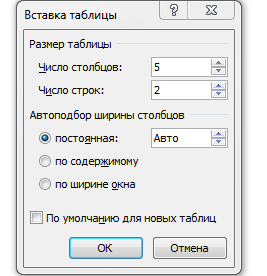 Вставка таблицы
Размер таблицы
Число столбцов: 5
Число строк: 2
Автоподбор ширины столбцов
постоянная: Авто
по содержимому
по ширине окна
По умолчанию для новых таблиц
ОК Отмена